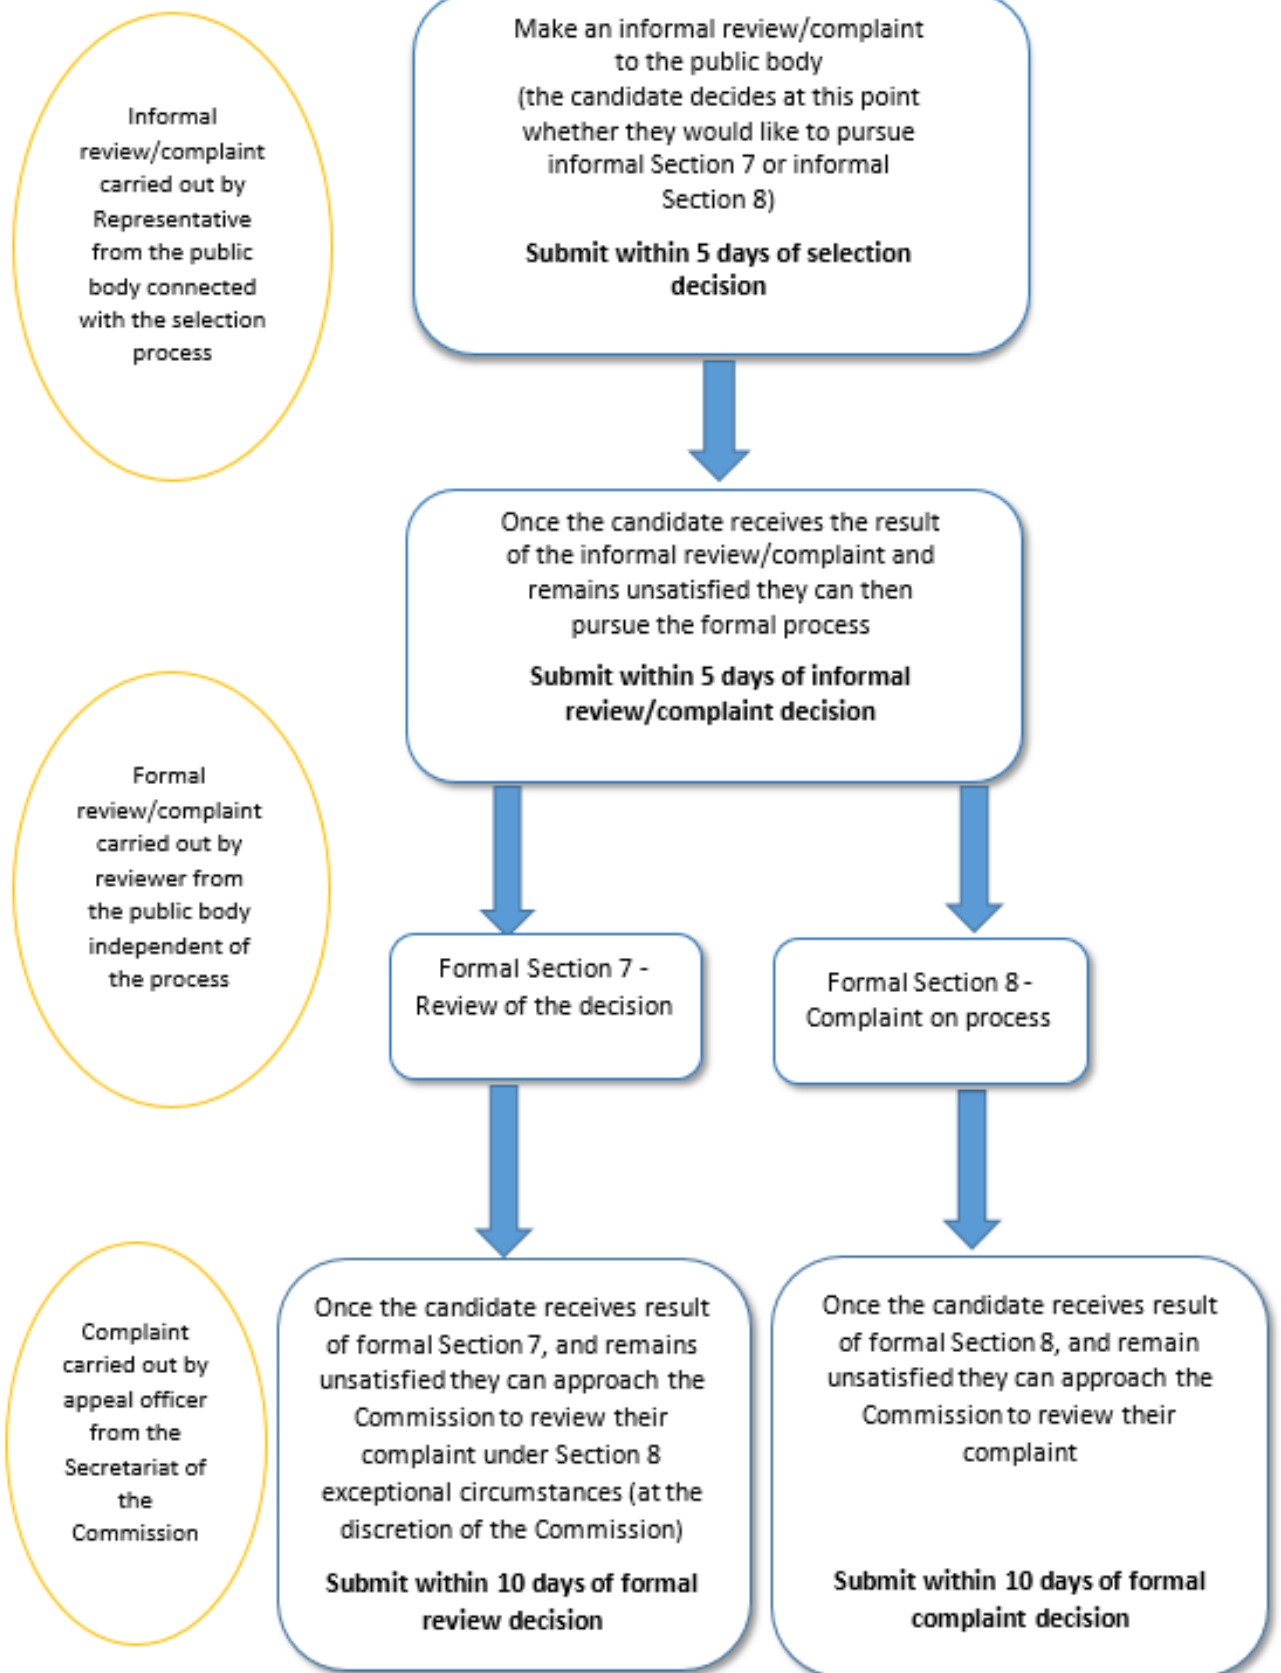 Informal
review/complaint
carried out by
Representative
from the public
body connected
with the selection
process
Make an informal review/complaint
to the public body
(the candidate decides at this point
whether they would like to pursue
informal Section 7 or informal
Section 8)
Submit within 5 days of selection
decision
Once the candidate receives the result
of the informal review/complaint and
remains unsatisfied they can then
pursue the formal process
Submit within 5 days of informal
review/complaint decision
Formal
review/complaint
carried out by
reviewer from
the public body
independent of
the process
Formal Section 7 -
Review of the decision
Formal Section 8 -
Complaint on process
Complaint
carried out by
appeal officer
from the
Secretariat of
the
Commission
Once the candidate receives result
of formal Section 7, and remains
unsatisfied they can approach the
Commission to review their
complaint under Section 8
exceptional circumstances (at the
discretion of the Commission)
Submit within 10 days of formal
review decision
Once the candidate receives result
of formal Section 8, and remain
unsatisfied they can approach the
Commission to review their
complaint
Submit within 10 days of formal
complaint decision